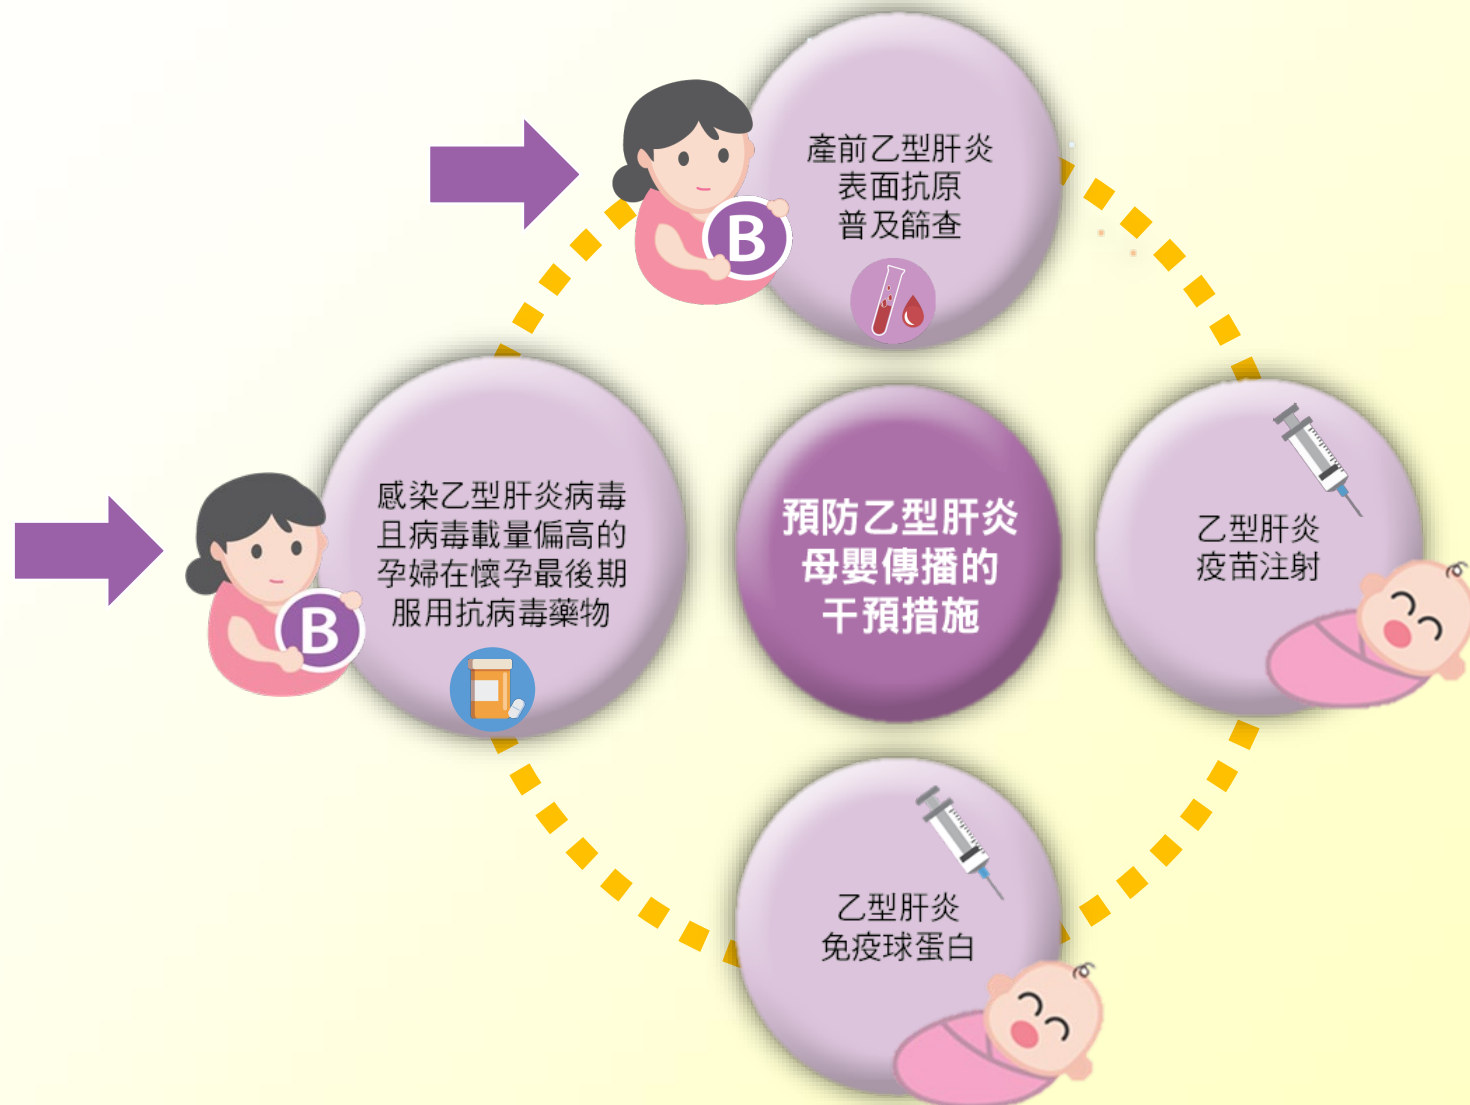 產前乙型肝炎
表面抗原
普及篩查
B
感染乙型肝炎病毒
且病毒載量偏高的
孕婦在懷孕最後期
服用抗病毒藥物
B
預防乙型肝炎
母嬰傳播的
干預措施
乙型肝炎
疫苗注射
乙型肝炎
免疫球蛋白